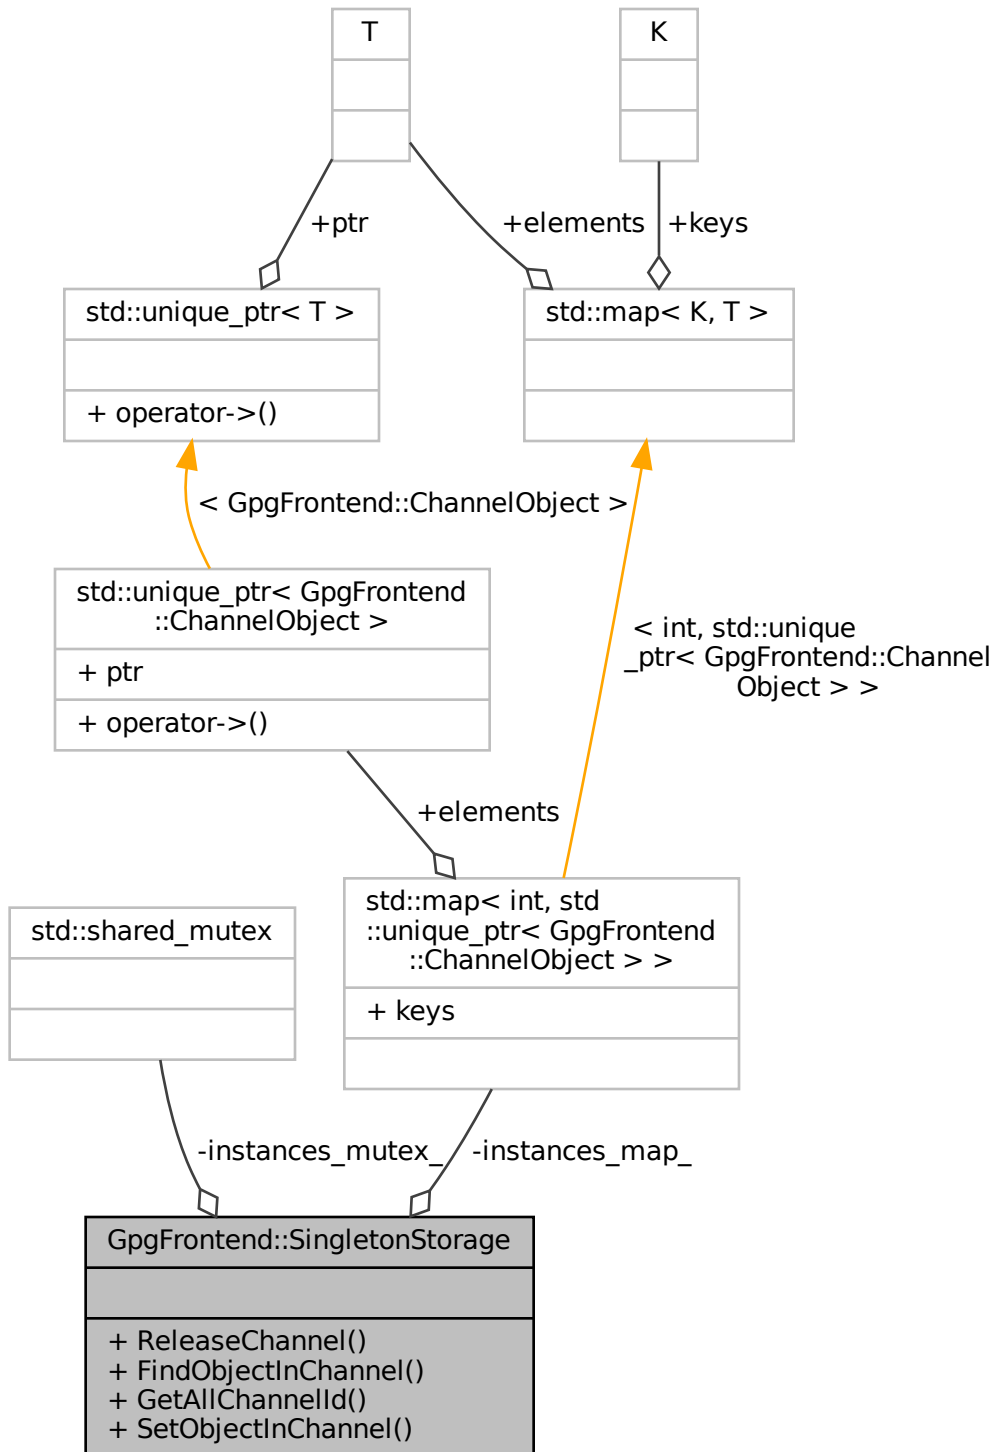 T
K
+ptr
+elements
+keys
std::unique_ptr< T >
+ operator->()
std::map< K, T >
< GpgFrontend::ChannelObject >
std::unique_ptr< GpgFrontend
::ChannelObject >
+ ptr
+ operator->()
< int, std::unique
_ptr< GpgFrontend::Channel
Object > >
+elements
std::shared_mutex
std::map< int, std
::unique_ptr< GpgFrontend
::ChannelObject > >
+ keys
-instances_mutex_
-instances_map_
GpgFrontend::SingletonStorage
+ ReleaseChannel()
+ FindObjectInChannel()
+ GetAllChannelId()
+ SetObjectInChannel()